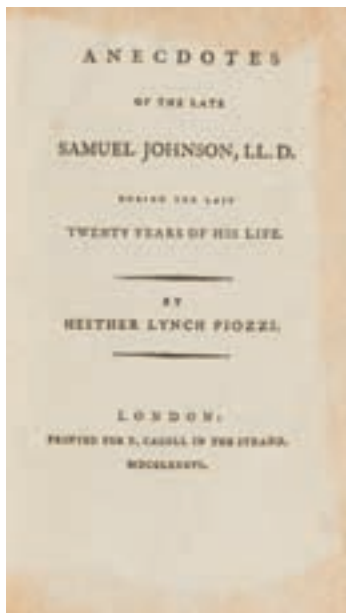 ANECDOTES
OF THE LATE
SAMUEL JOHNSON, LL. D.
DURING THE LAST
TWENTY YEARS OF HIS LIFE.
BY
HESTHER LYNCH PIOZZI.
LONDON:
PRINTED FOR T. CADELL IN THE STRAND.
MDCCLXXXVI.